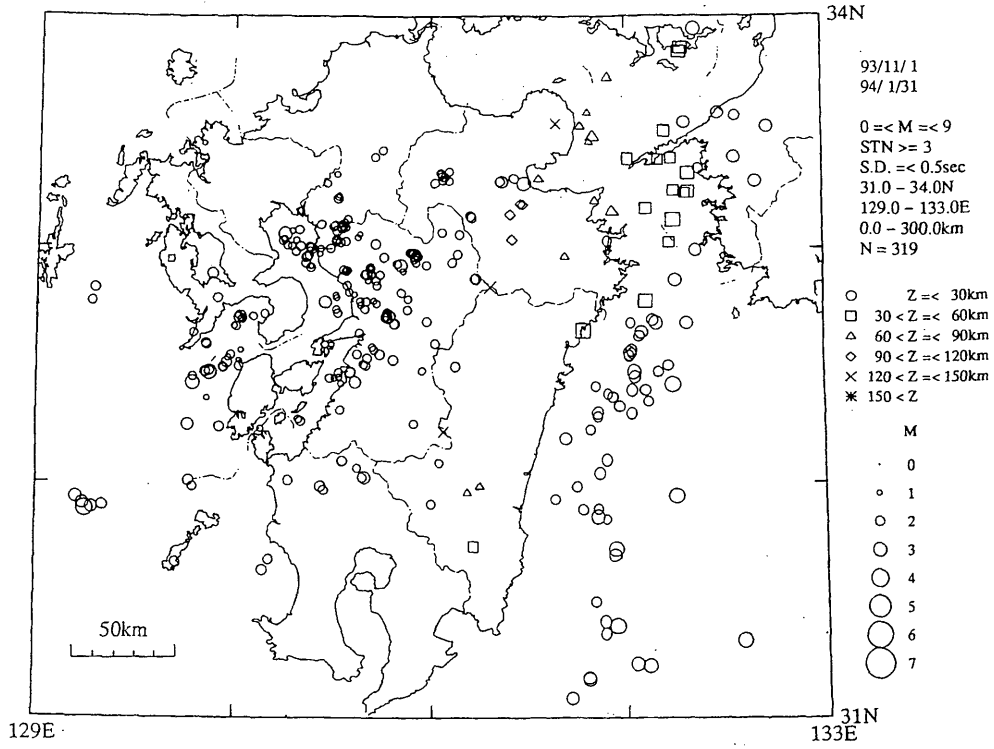 34N
93/11/ 1
94/ 1/31
0 =< M =< 9
STN >= 3
S.D. =< 0.5sec
31.0 – 34.0N
129.0 – 133.0E
0.0 – 300.0km
N = 319
Z =< 30km
30 < Z =< 60km
60 < Z =< 90km
90 < Z =<120km
120 < Z =< 150km
150 < Z
M
0
1
2
3
4
5
6
7
50km
129E
31N
133E